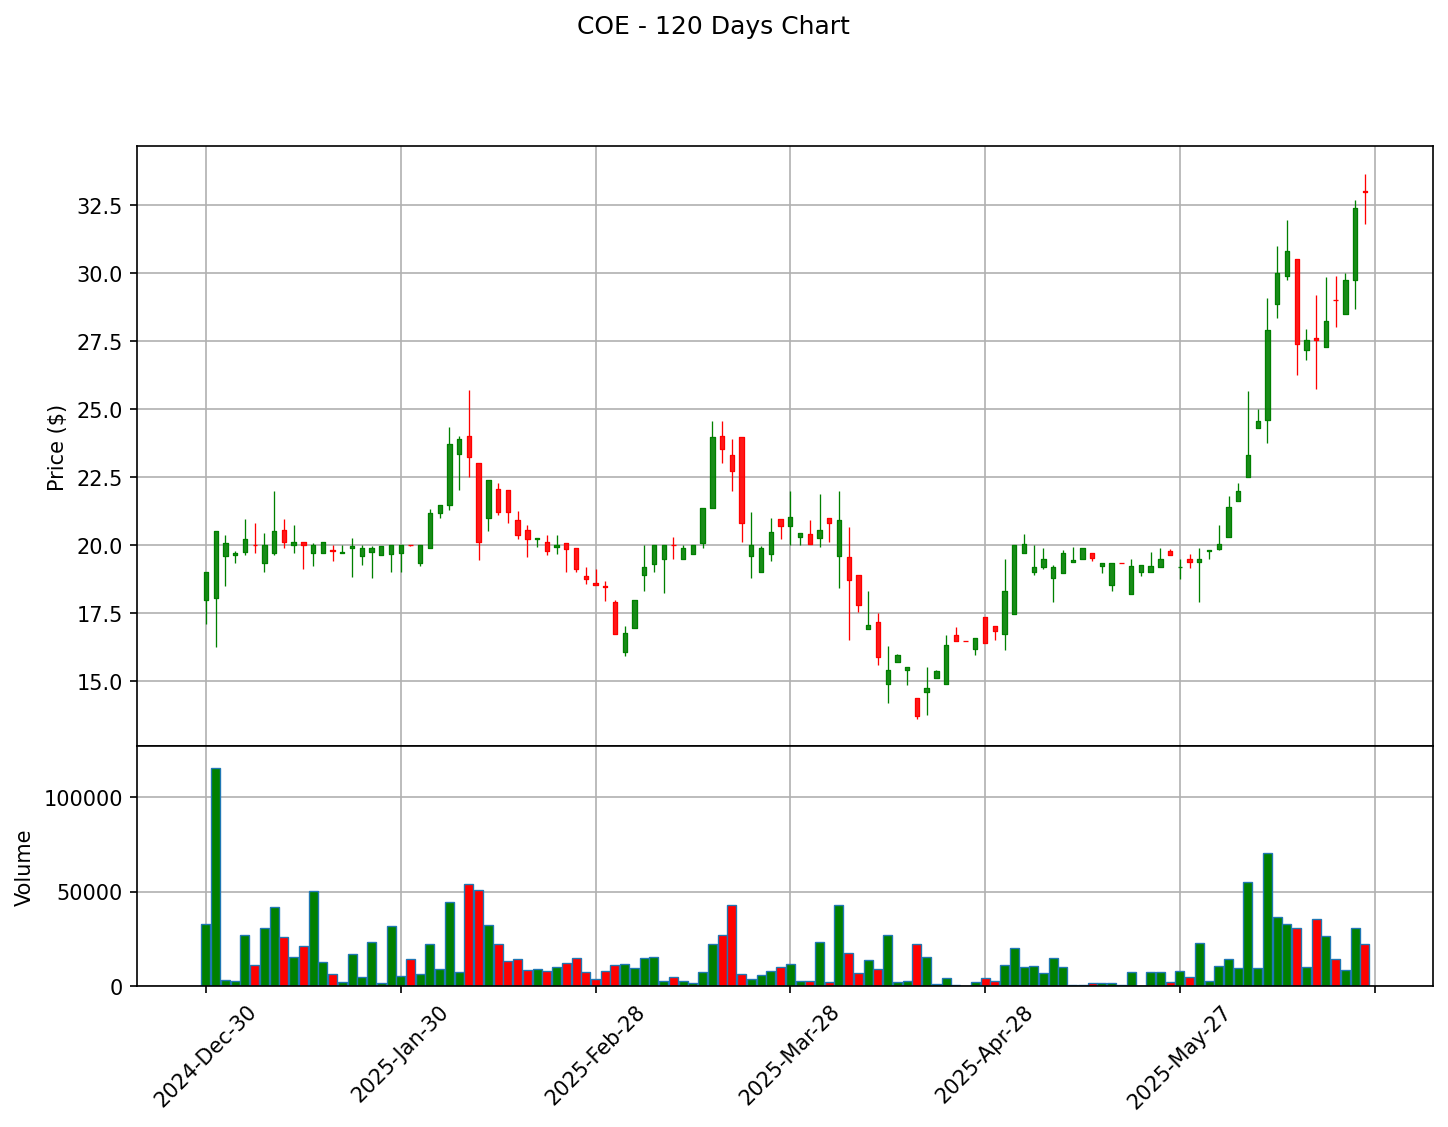 COE - 120 Days Chart
Price ($)
32.5
30.0
27.5
25.0
22.5
20.0
17.5
15.0
Volume
100000
50000
0
2024-Dec-30
2025-Jan-30
2025-Feb-28
2025-Mar-28
2025-Apr-28
2025-May-27